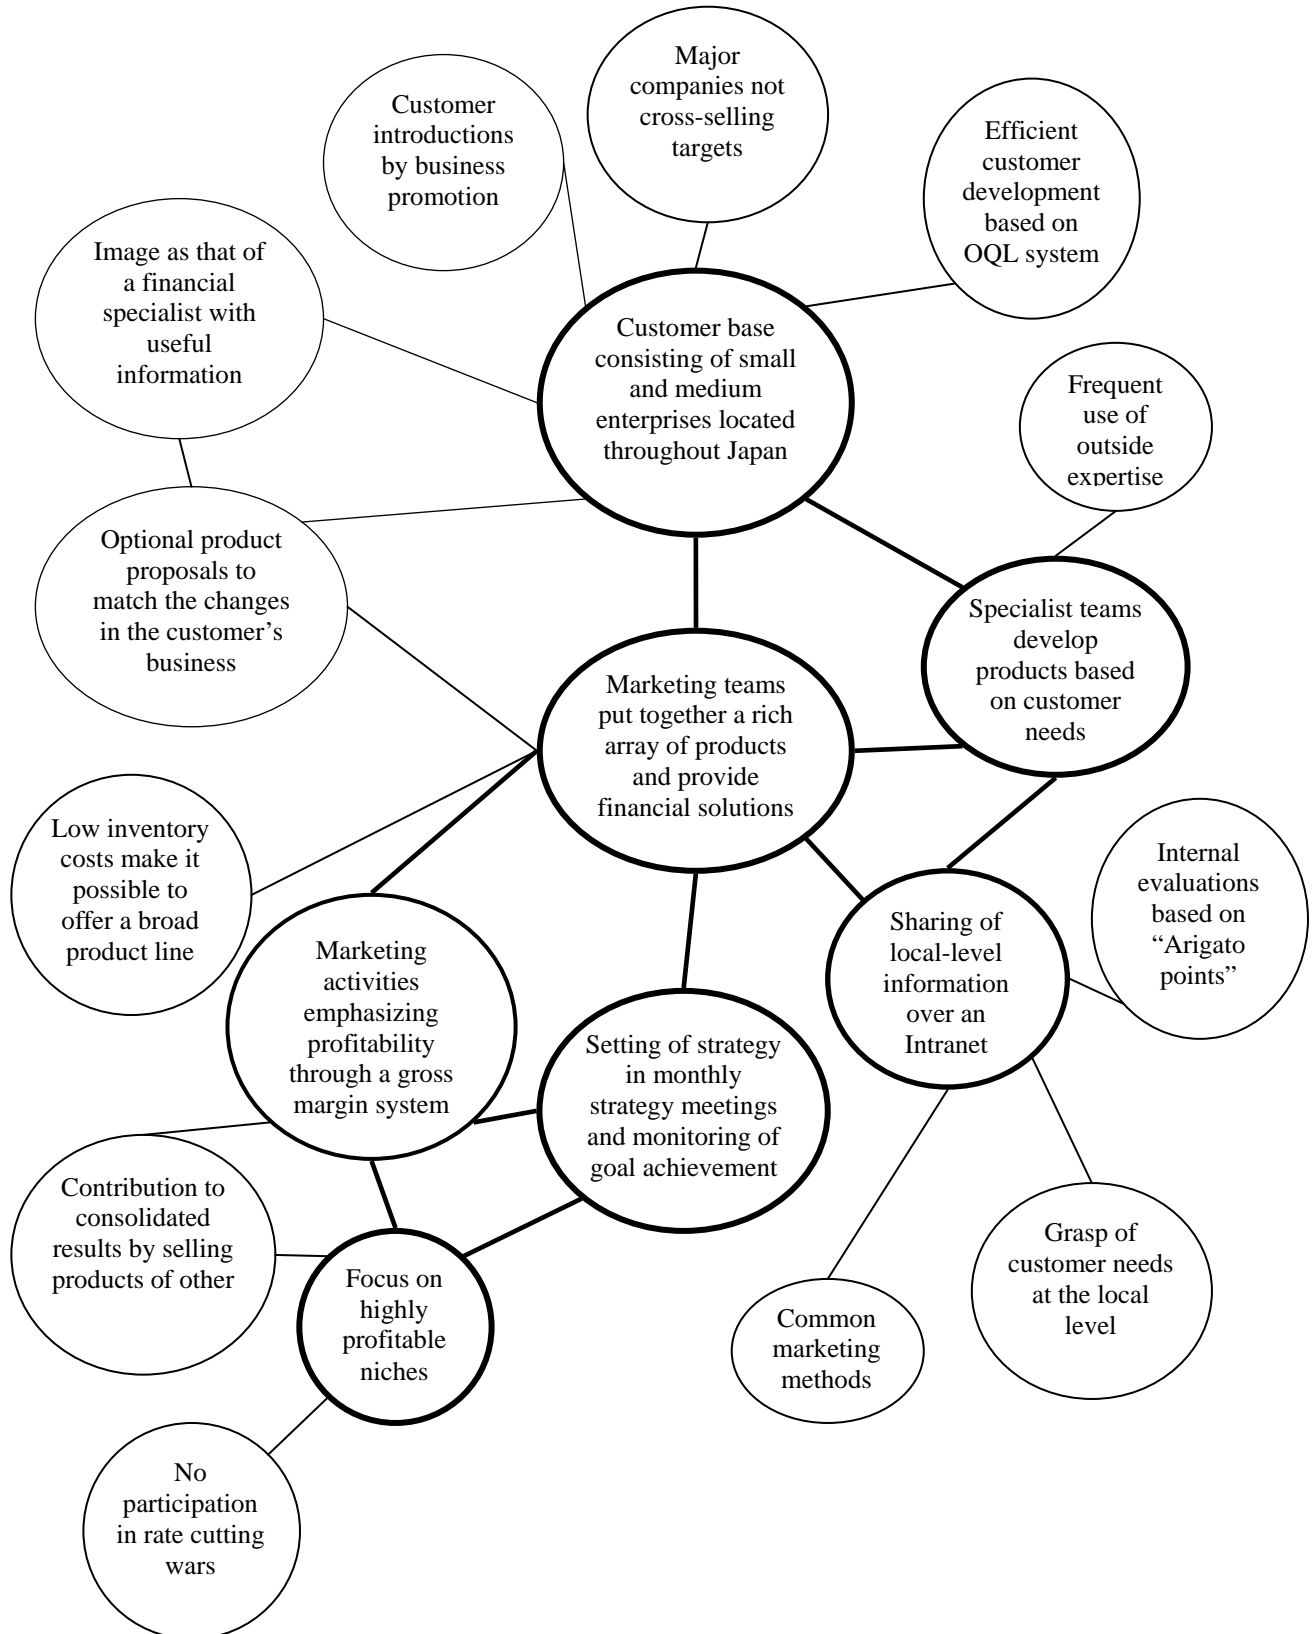 Major
companies not
cross-selling
targets
Customer
introductions
by business
promotion
Efficient
customer
development
based on
OQL system
Image as that of
a financial
specialist with
useful
information
Customer base
consisting of small
and medium
enterprises located
throughout Japan
Frequent
use of
outside
expertise
Optional product
proposals to
match the changes
in the customer’s
business
Specialist teams
develop
products based
on customer
needs
Marketing teams
put together a rich
array of products
and provide
financial solutions
Low inventory
costs make it
possible to
offer a broad
product line
Internal
evaluations
based on
“Arigato
points”
Sharing of
local-level
information
over an
Intranet
Marketing
activities
emphasizing
profitability
through a gross
margin system
Setting of strategy
in monthly
strategy meetings
and monitoring of
goal achievement
Contribution to
consolidated
results by selling
products of other
Grasp of
customer needs
at the local
level
Focus on
highly
profitable
niches
Common
marketing
methods
No
participation
in rate cutting
wars